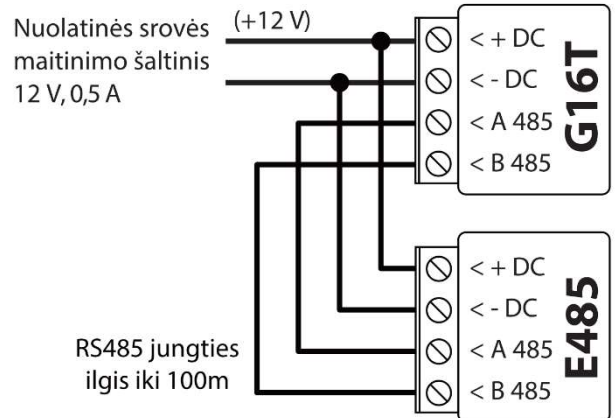 Nuolatinės srovės
maitinimo šaltinis
12 V, 0,5 A
(+12 V)
< + DC
< - DC
< A 485
< B 485
G16T
< + DC
< - DC
< A 485
< B 485
E485
RS485 jungties
ilgis iki 100m